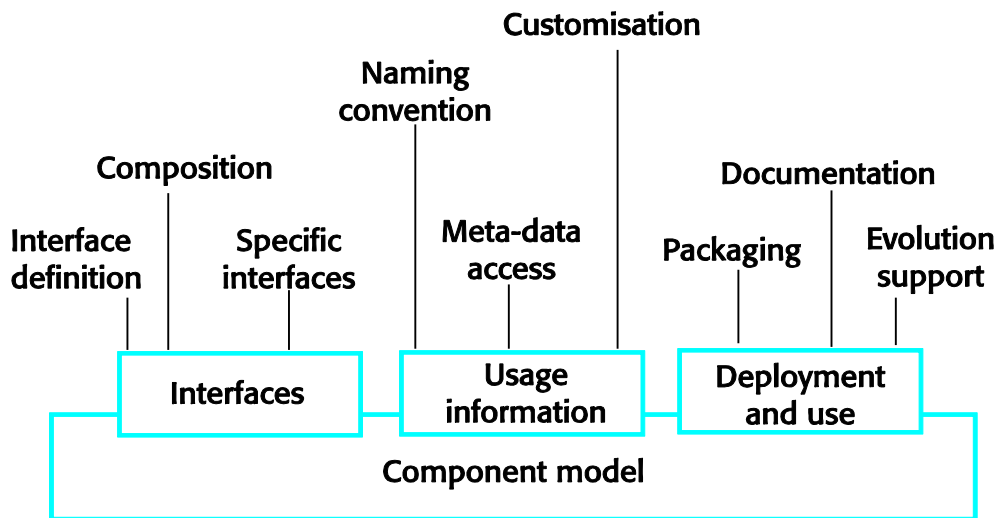 Customisation
Naming
convention
Composition
Documentation
Interface
definition
Specific
interfaces
Meta-data
access
Packaging
Evolution
support
Interfaces
Usage
information
Deployment
and use
Component model